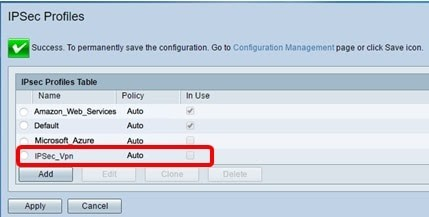 IPSec Profiles
Success. To permanently save the configuration. Go to Configuration Management page or click Save icon.
IPsec Profiles Table
Name Policy In Use
Amazon_Web_Services Auto
Default Auto
Microsoft_Azure Auto
IPSec_Vpn Auto
Add Edit Clone Delete
Apply Cancel